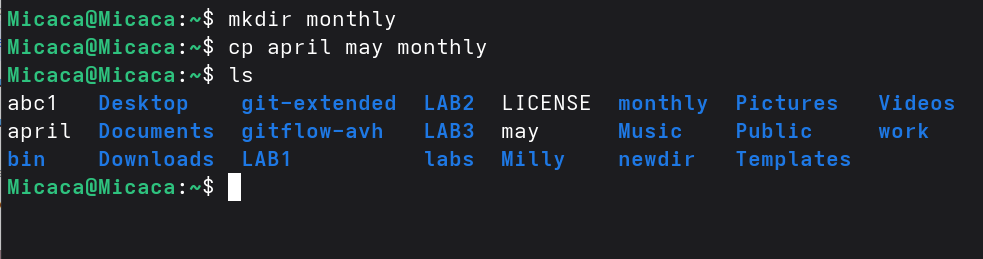 Micaca@Micaca:~$ mkdir monthly
Micaca@Micaca:~$ cp april may monthly
Micaca@Micaca:~$ ls
abc1 Desktop git-extended LAB2 LICENSE monthly Pictures Videos
april Documents gitflow-avh LAB3 may Music Public work
bin Downloads LAB1 labs Milly newdir Templates
Micaca@Micaca:~$